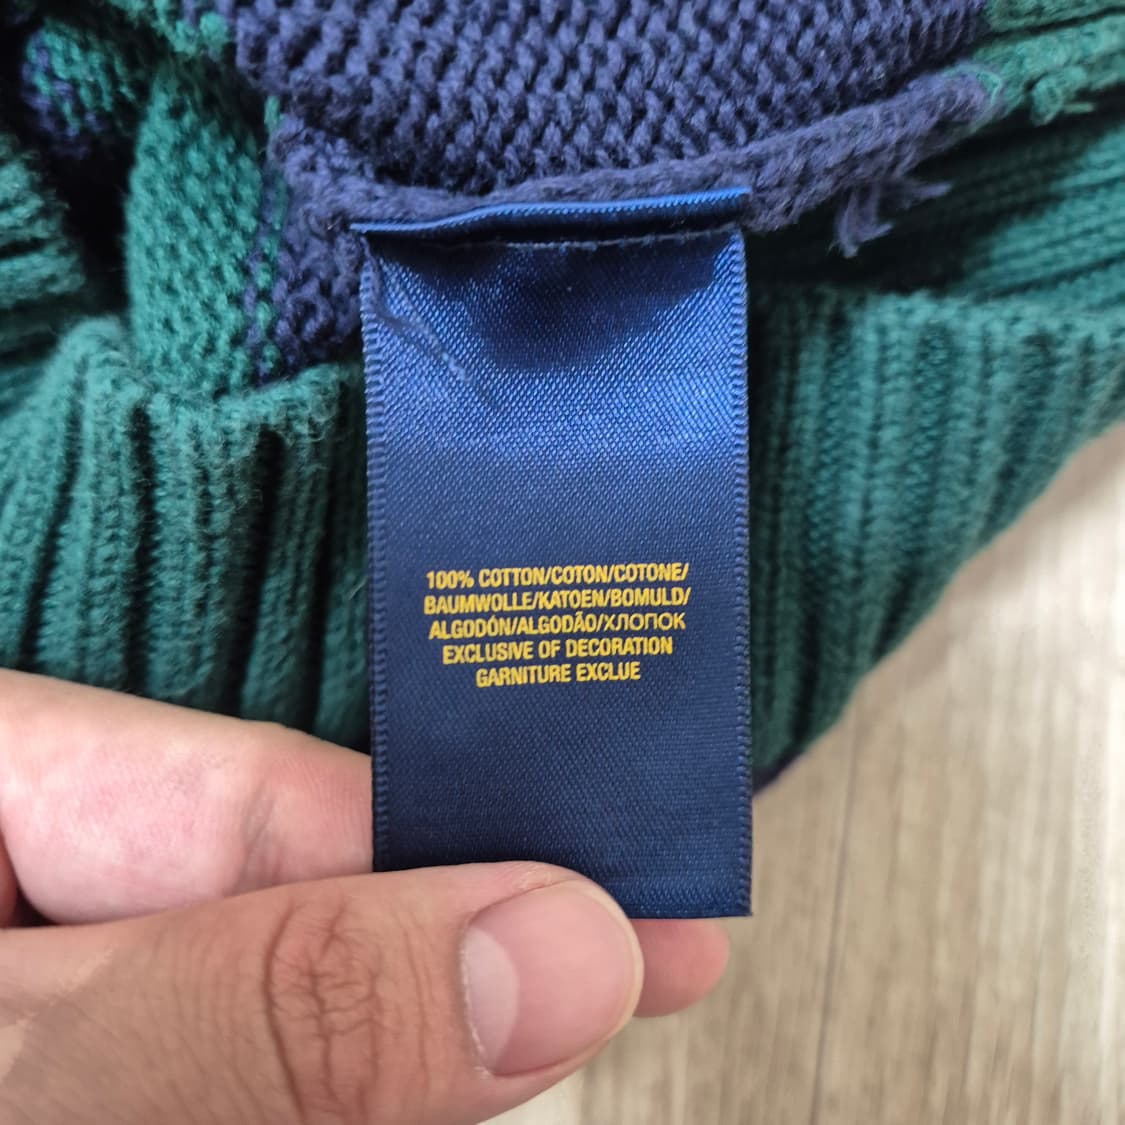 100% COTTON/COTON/COTONE/
BAUMWOLLE/KATOEN/BOMULD/
ALGODÓN/ALGODÃO/ХЛОПОК
EXCLUSIVE OF DECORATION
GARNITURE EXCLUE